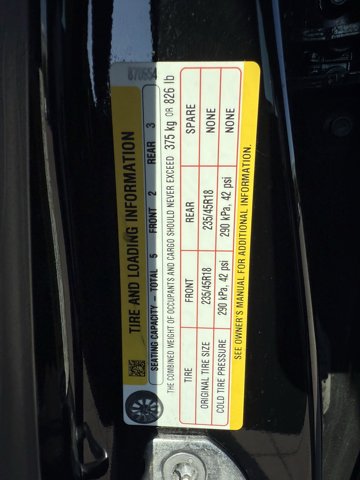 870854
TIRE AND LOADING INFORMATION
SEATING CAPACITY – TOTAL 5 FRONT 2 REAR 3
THE COMBINED WEIGHT OF OCCUPANTS AND CARGO SHOULD NEVER EXCEED 375 kg OR 826 lb
TIRE FRONT REAR SPARE
ORIGINAL TIRE SIZE 235/45R18 235/45R18 NONE
COLD TIRE PRESSURE 290 kPa, 42 psi 290 kPa, 42 psi NONE
SEE OWNER'S MANUAL FOR ADDITIONAL INFORMATION.